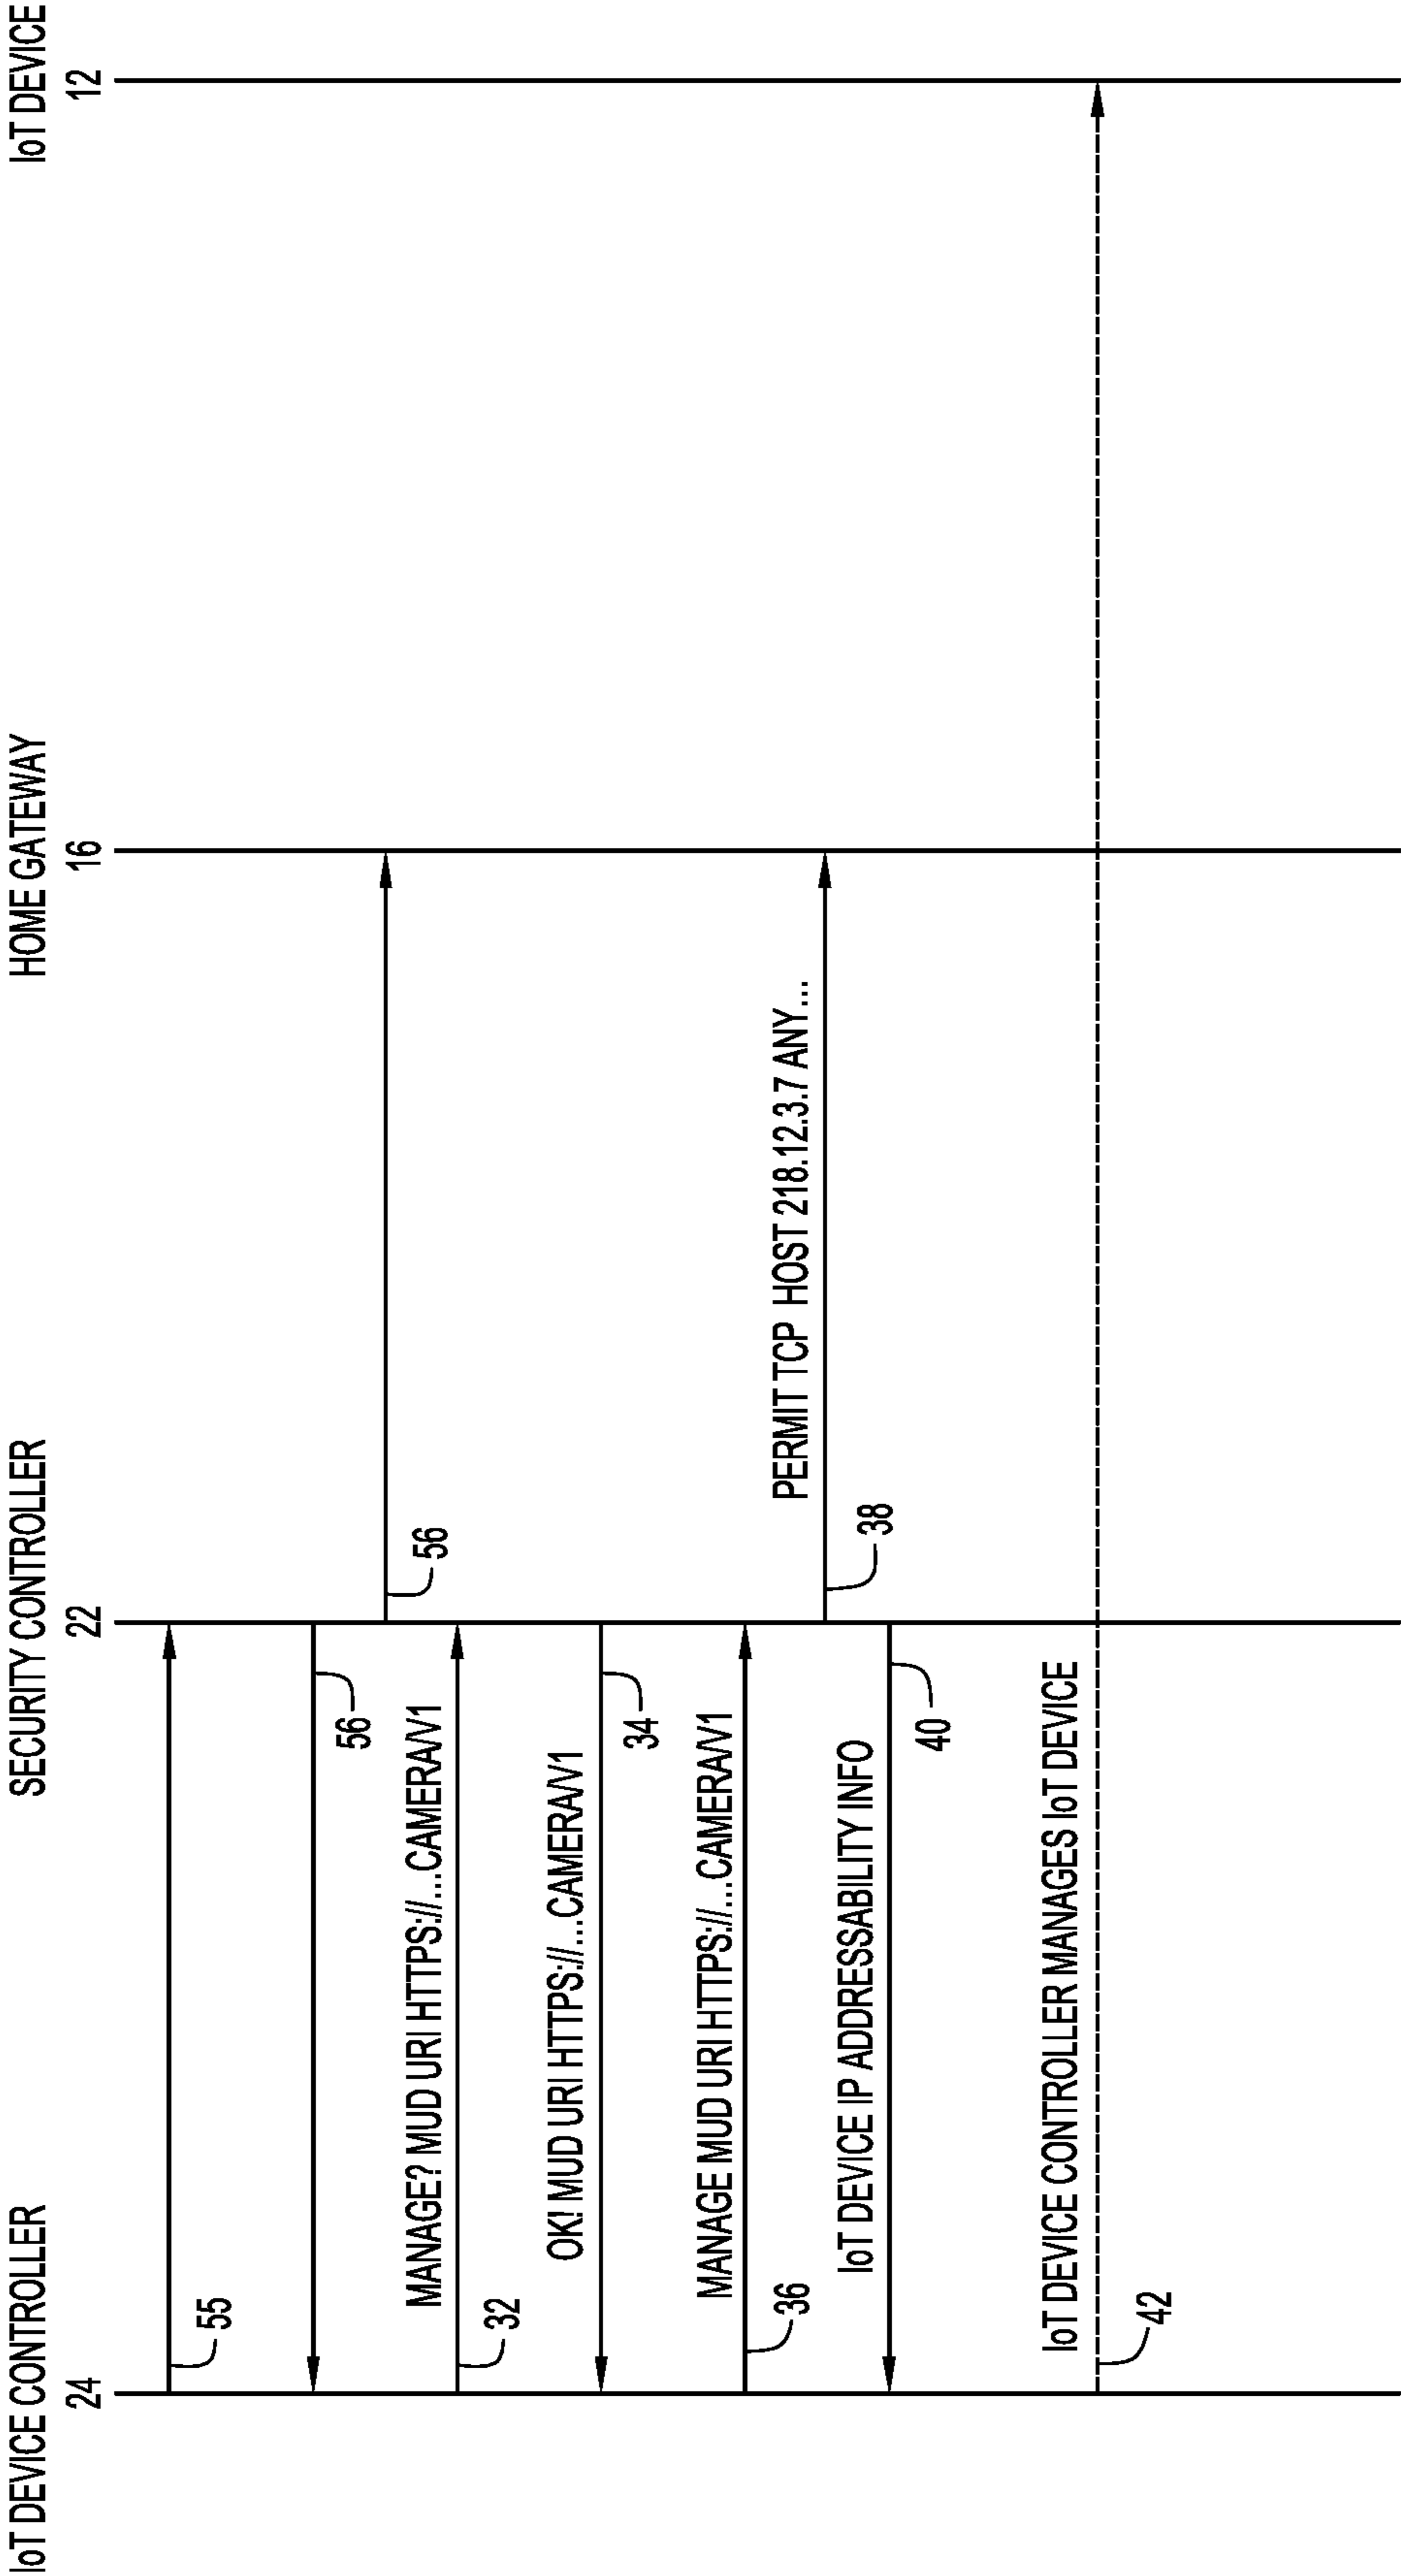 IoT DEVICE CONTROLLER
24
SECURITY CONTROLLER
22
HOME GATEWAY
16
IoT DEVICE
12
55
56
56
MANAGE? MUD URI HTTPS://...CAMERA/V1
32
OK! MUD URI HTTPS://...CAMERA/V1
34
MANAGE MUD URI HTTPS://...CAMERA/V1
36
PERMIT TCP HOST 218.12.3.7 ANY...
38
IoT DEVICE IP ADDRESSABILITY INFO
40
IoT DEVICE CONTROLLER MANAGES IoT DEVICE
42